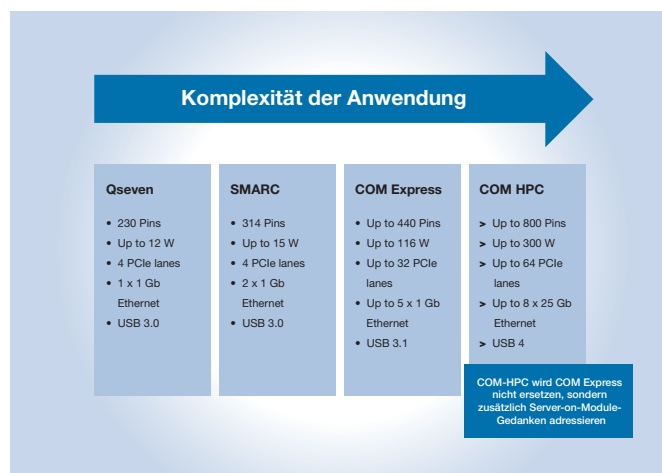 Komplexität der Anwendung
Qseven
• 230 Pins
• Up to 12 W
• 4 PCIe lanes
• 1 x 1 Gb
Ethernet
• USB 3.0
SMARC
• 314 Pins
• Up to 15 W
• 4 PCIe lanes
• 2 x 1 Gb
Ethernet
• USB 3.0
COM Express
• Up to 440 Pins
• Up to 116 W
• Up to 32 PCIe
lanes
• Up to 5 x 1 Gb
Ethernet
• USB 3.1
COM HPC
> Up to 800 Pins
> Up to 300 W
> Up to 64 PCIe
lanes
> Up to 8 x 25 Gb
Ethernet
> USB 4
COM-HPC wird COM Express
nicht ersetzen, sondern
zusätzlich Server-on-Module-
Gedanken adressieren